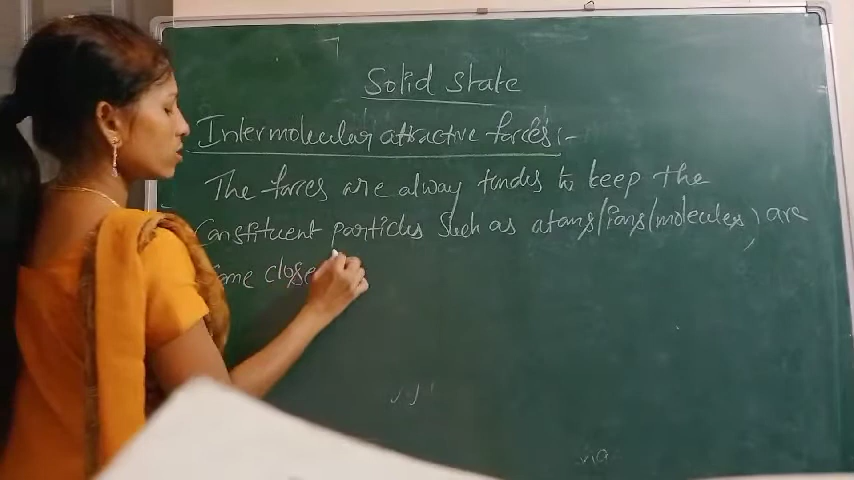 Solid state
Intermolecular attractive forces :-
The forces are alway tends to keep the
Constituent particles such as atoms/ions/molecules) are
come close